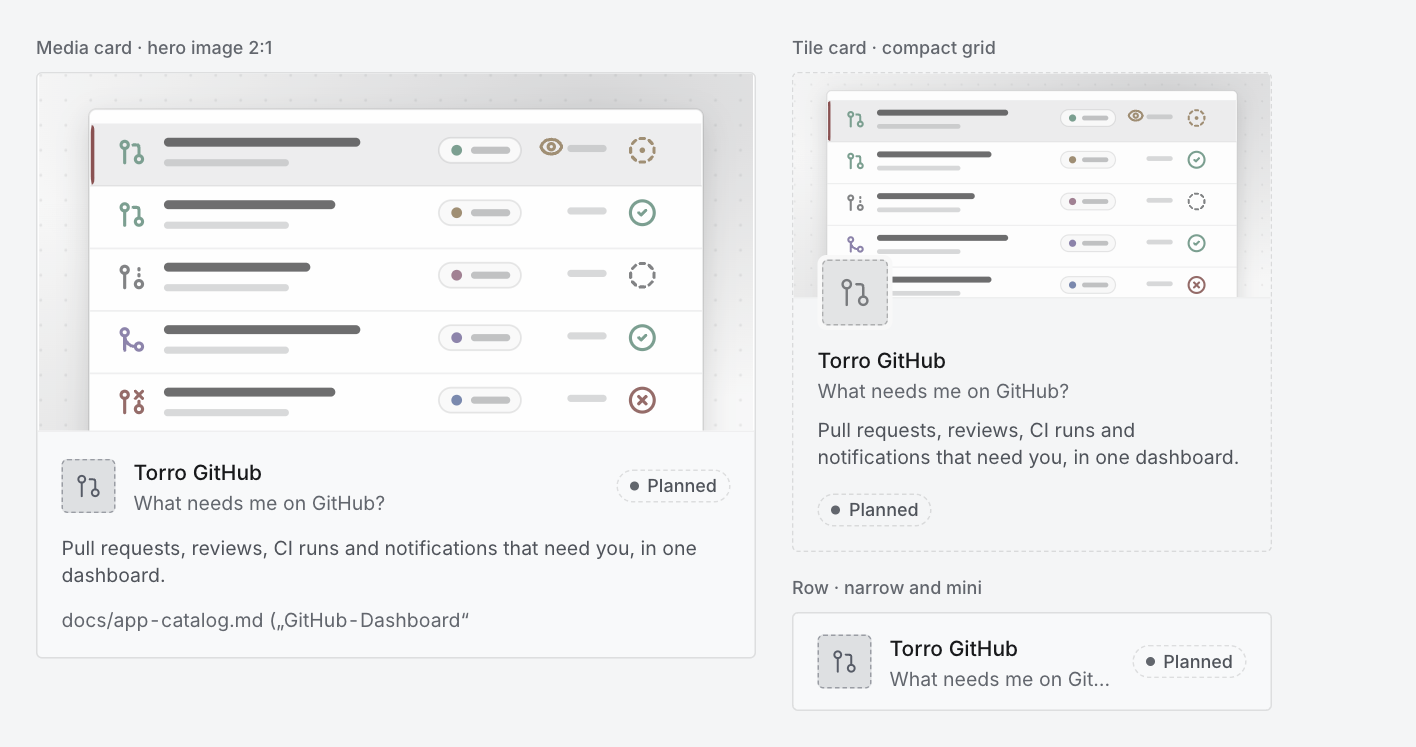 Media card · hero image 2:1
Torro GitHub
What needs me on GitHub?
Planned
Pull requests, reviews, CI runs and notifications that need you, in one
dashboard.
docs/app-catalog.md („GitHub-Dashboard“
Tile card · compact grid
Torro GitHub
What needs me on GitHub?
Pull requests, reviews, CI runs and
notifications that need you, in one dashboard.
Planned
Row · narrow and mini
Torro GitHub
What needs me on Git...
Planned